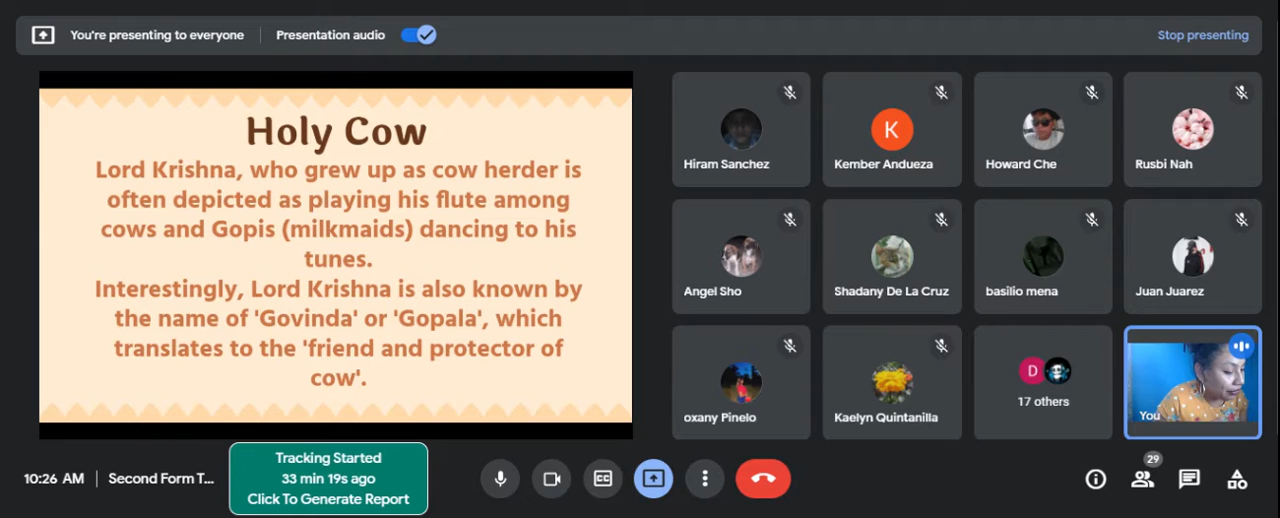 You're presenting to everyone
Presentation audio
Stop presenting
Holy Cow
Lord Krishna, who grew up as cow herder is
often depicted as playing his flute among
cows and Gopis (milkmaids) dancing to his
tunes.
Interestingly, Lord Krishna is also known by
the name of 'Govinda' or 'Gopala', which
translates to the 'friend and protector of
cow'.
Hiram Sanchez
K
Kember Andueza
Howard Che
Rusbi Nah
Angel Sho
Shadany De La Cruz
basilio mena
Juan Juarez
oxany Pinelo
Kaelyn Quintanilla
D
17 others
You
10:26 AM
Second Form T...
Tracking Started
33 min 19s ago
Click To Generate Report
CC
29